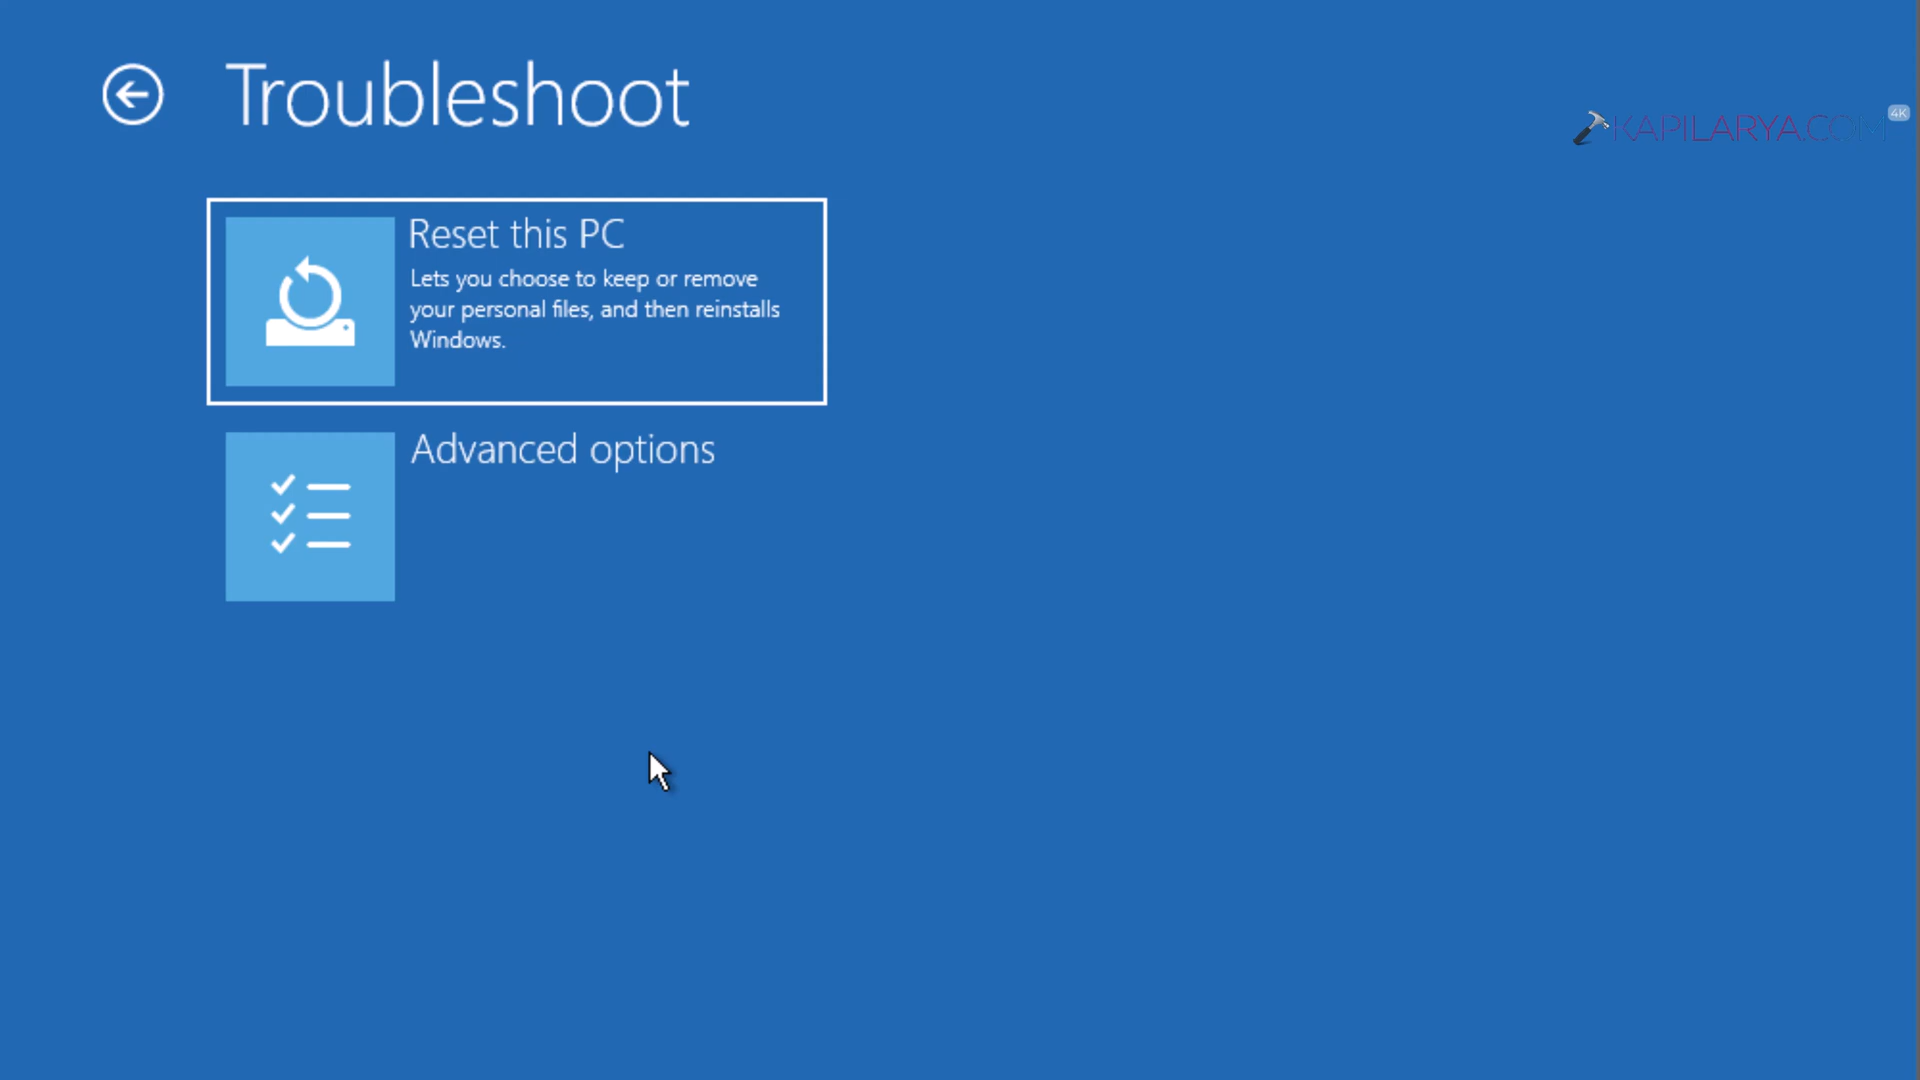 Troubleshoot
4K
KAPILARYA.COM
Reset this PC
Lets you choose to keep or remove
your personal files, and then reinstalls
Windows.
Advanced options